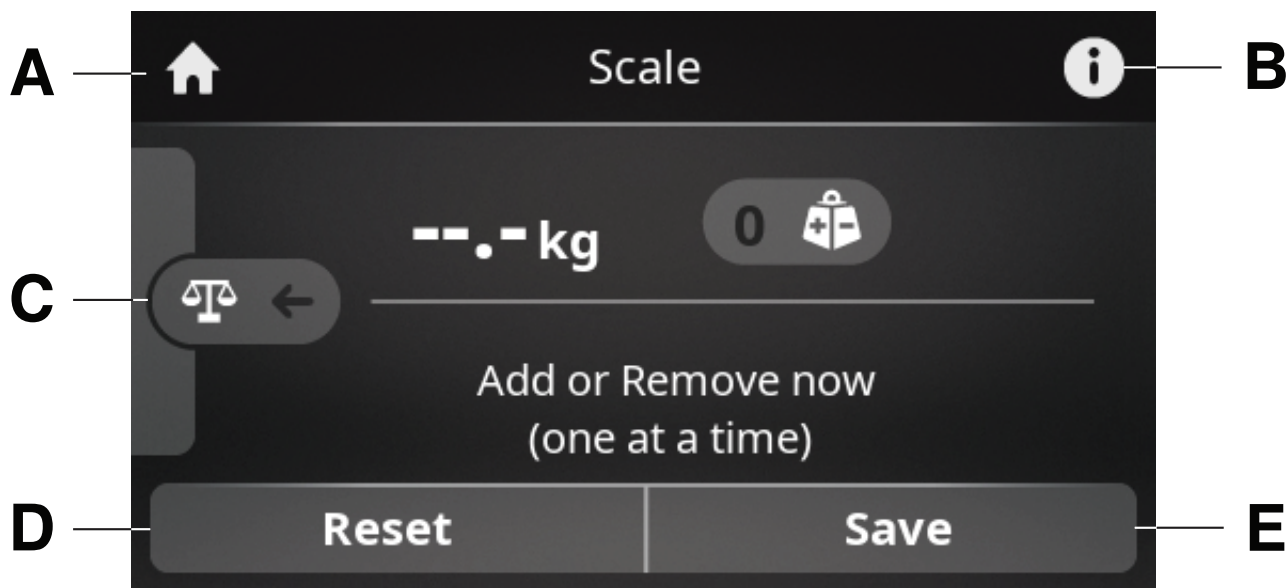 A
Scale
B
--.- kg
0
C
Add or Remove now
(one at a time)
D
Reset
Save
E